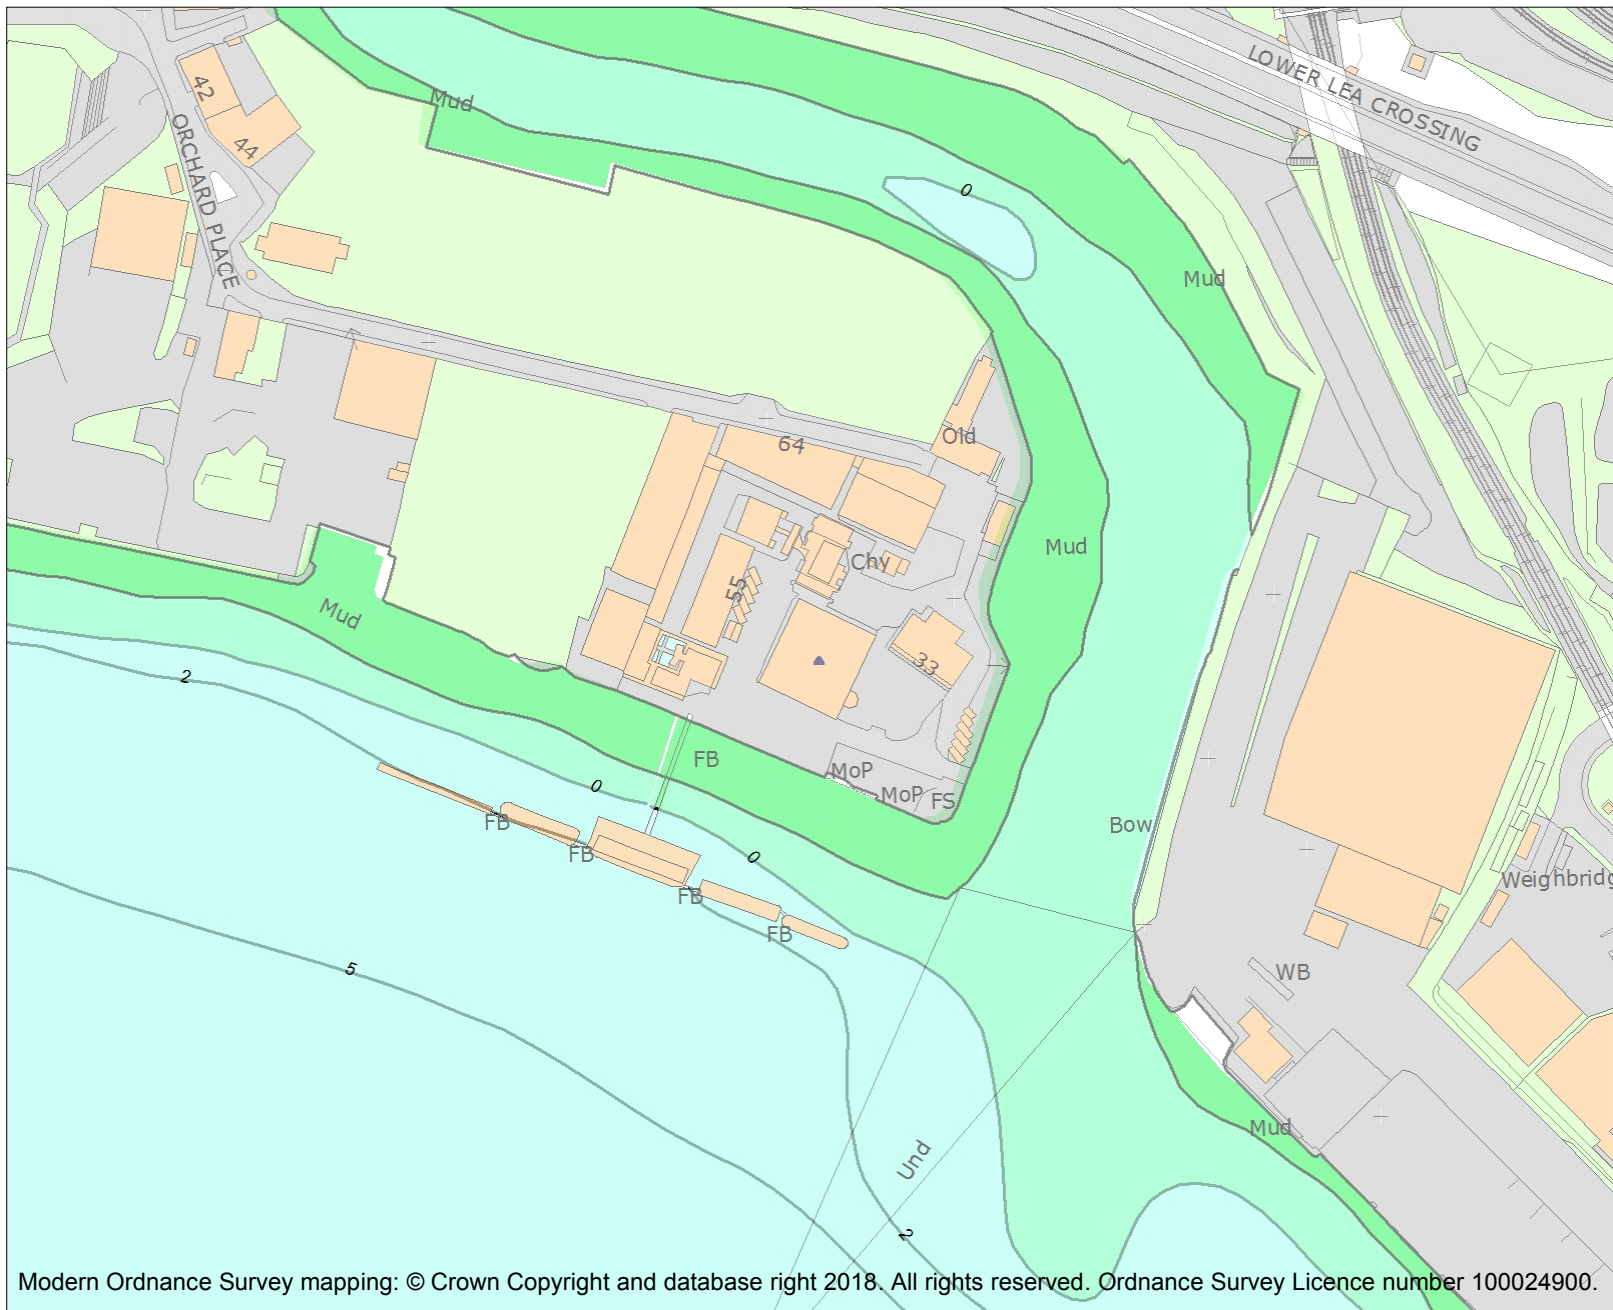 LOWER LEA CROSSING
42
Mud
ORCHARD PLACE
44
0
Mud
Old
64
Mud
Chy
55
Mud
33
2
FB
MoP
0
MoP
FS
FB
Bow
FB
0
Weighbridg
FB
FB
5
WB
Mud
Und
2
Modern Ordnance Survey mapping: © Crown Copyright and database right 2018. All rights reserved. Ordnance Survey Licence number 100024900.